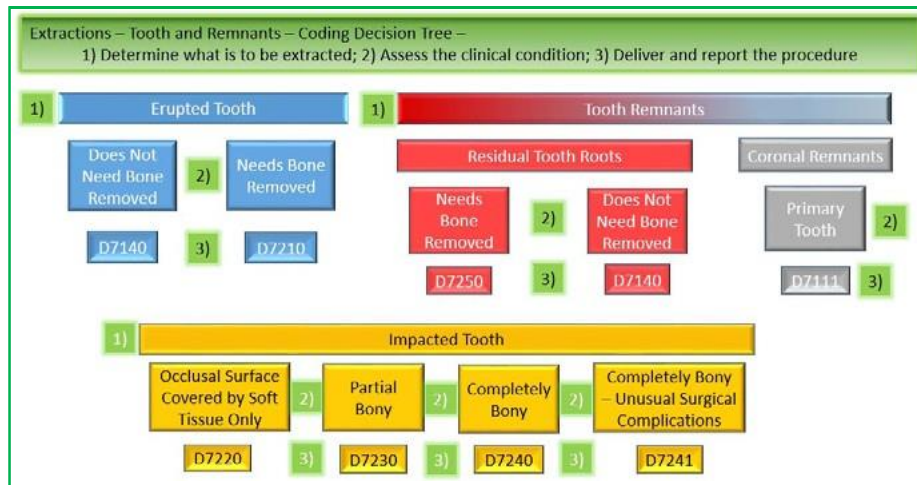 Extractions – Tooth and Remnants – Coding Decision Tree –
1) Determine what is to be extracted; 2) Assess the clinical condition; 3) Deliver and report the procedure
1)
Erupted Tooth
Does Not
Need Bone
Removed
2)
Needs Bone
Removed
D7140
3)
D7210
1)
Tooth Remnants
Residual Tooth Roots
Needs
Bone
Removed
2)
Does Not
Need Bone
Removed
D7250
3)
D7140
Coronal Remnants
Primary
Tooth
2)
D7111
3)
1)
Impacted Tooth
Occlusal Surface
Covered by Soft
Tissue Only
2)
Partial
Bony
2)
Completely
Bony
2)
Completely Bony
– Unusual Surgical
Complications
D7220
3)
D7230
3)
D7240
3)
D7241